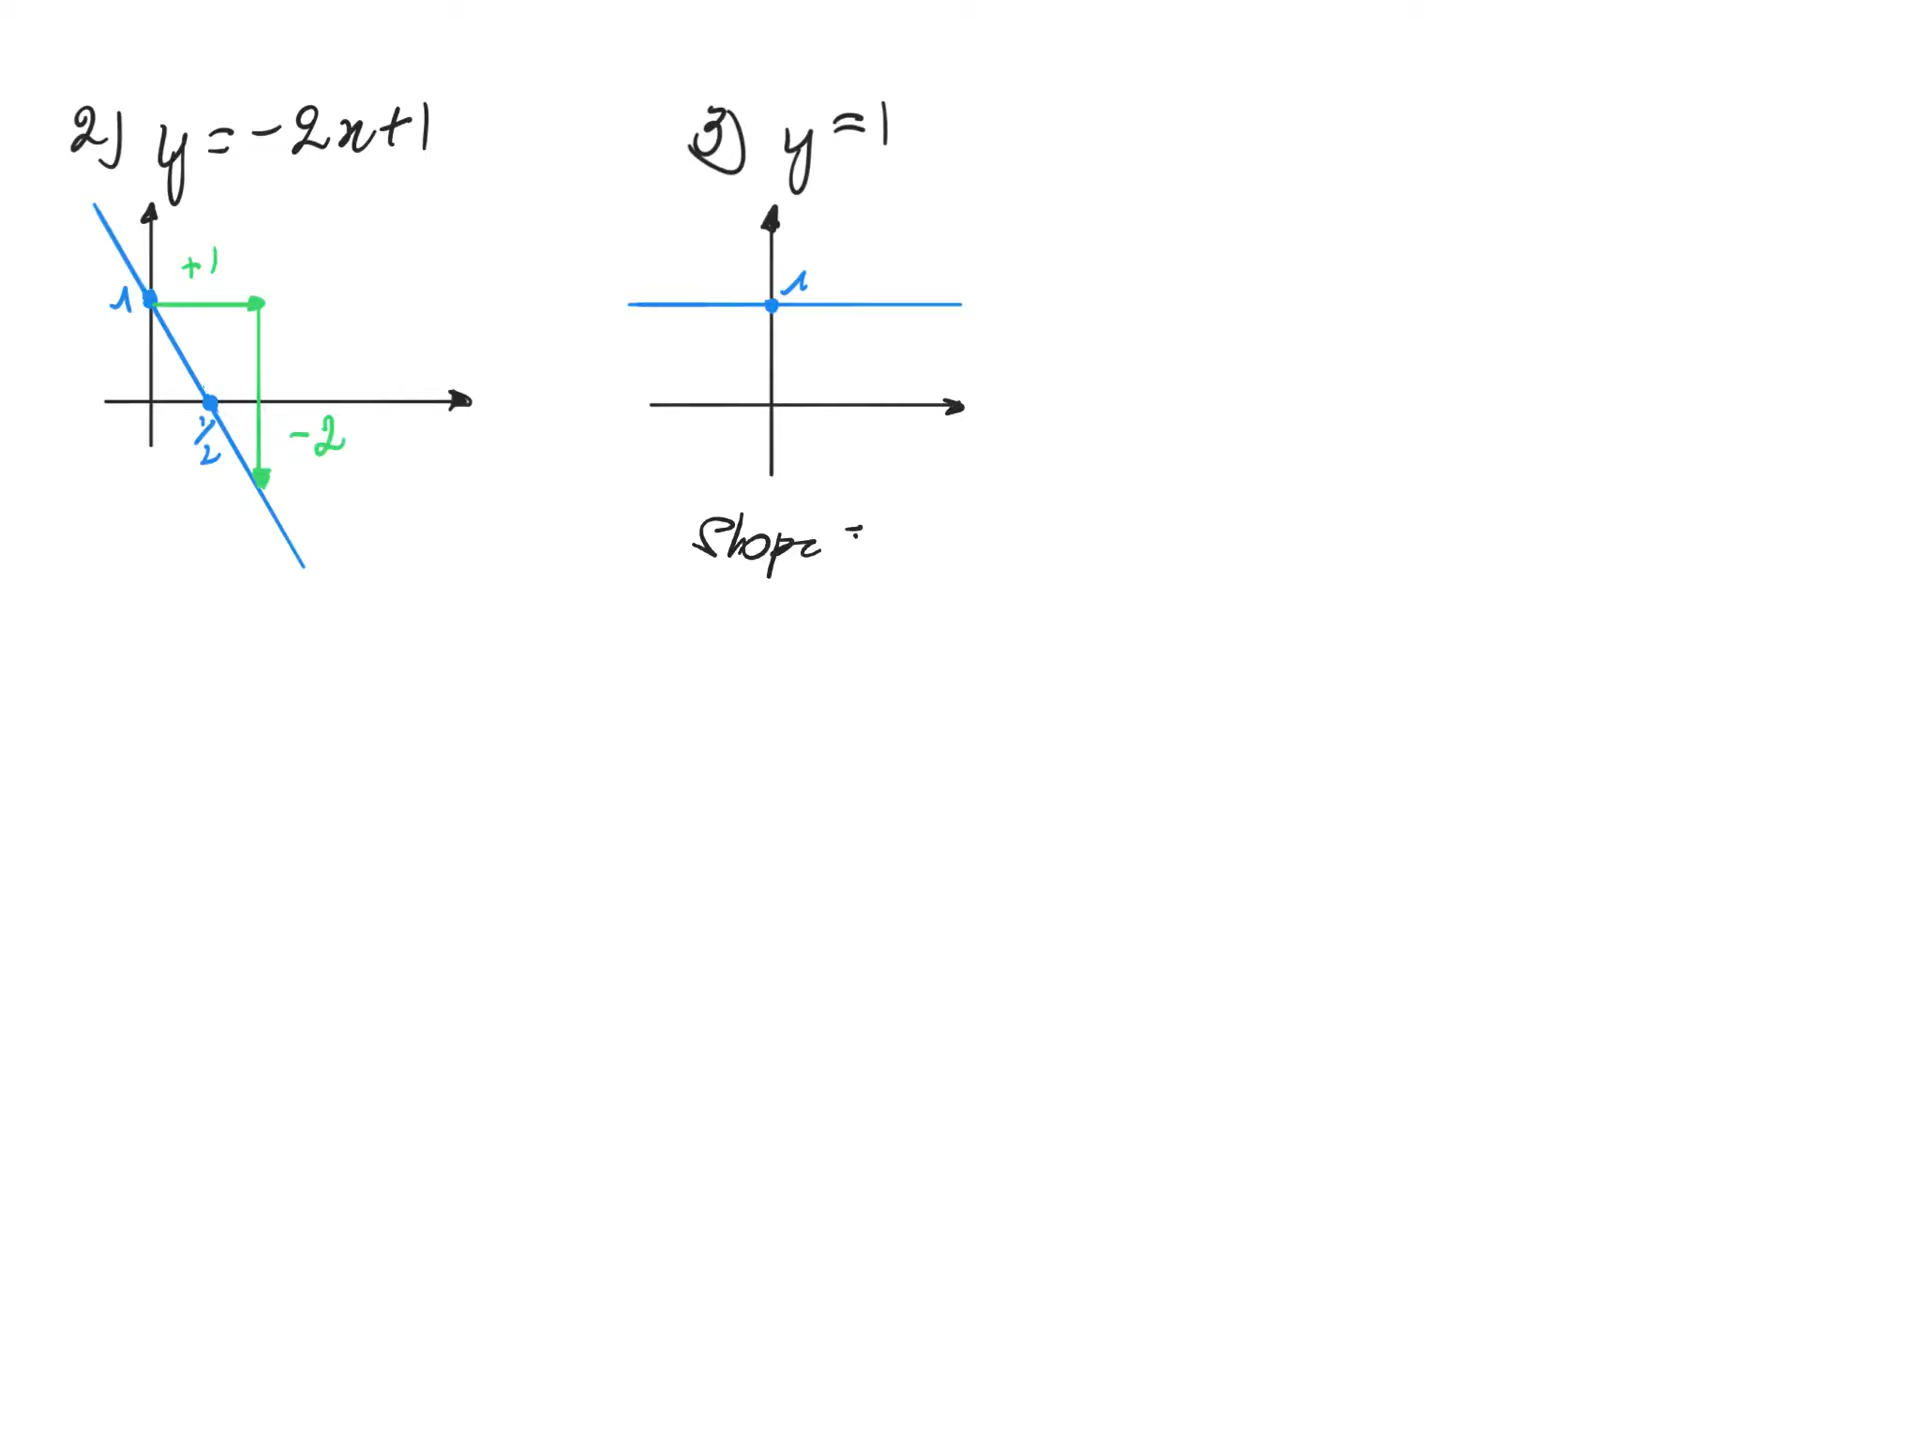 2) y = -2x+1
+1
1
1/2
-2
3) y = 1
1
Slope =